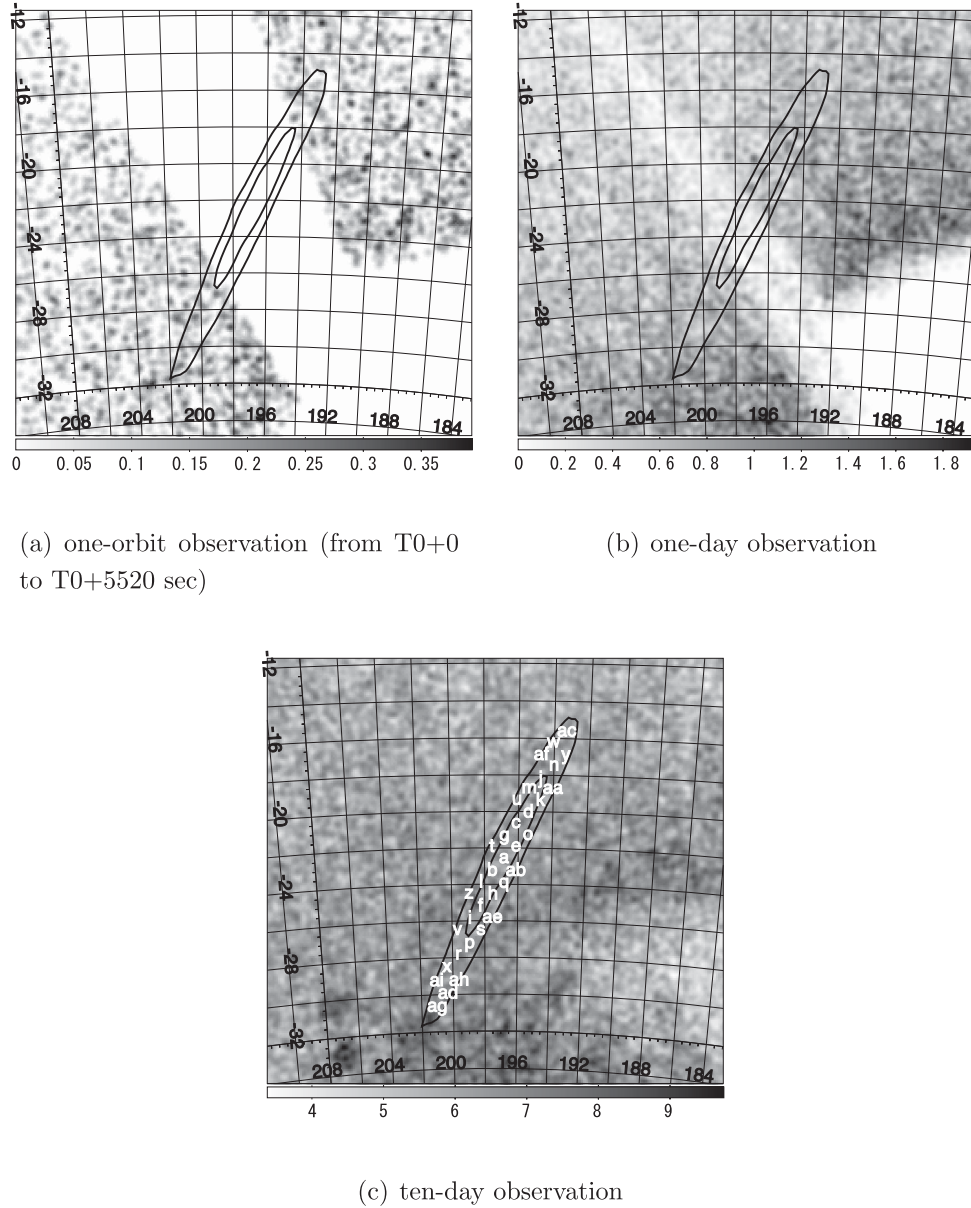 -12
-16
-20
-24
-28
-32
208 204 200 196 192 188 184
0 0.05 0.1 0.15 0.2 0.25 0.3 0.35
-12
-16
-20
-24
-28
-32
208 204 200 196 192 188 184
0 0.2 0.4 0.6 0.8 1 1.2 1.4 1.6 1.8
(a) one-orbit observation (from T0+0
to T0+5520 sec)
(b) one-day observation
-12
-16
-20
-24
-28
-32
ac
w
af y
n
j
m aa
u k
d
c
g o
t e
a
b ab
l q
z h
f
i ae
v s
p
r
x
ai ah
ad
ag
208 204 200 196 192 188 184
4 5 6 7 8 9
(c) ten-day observation